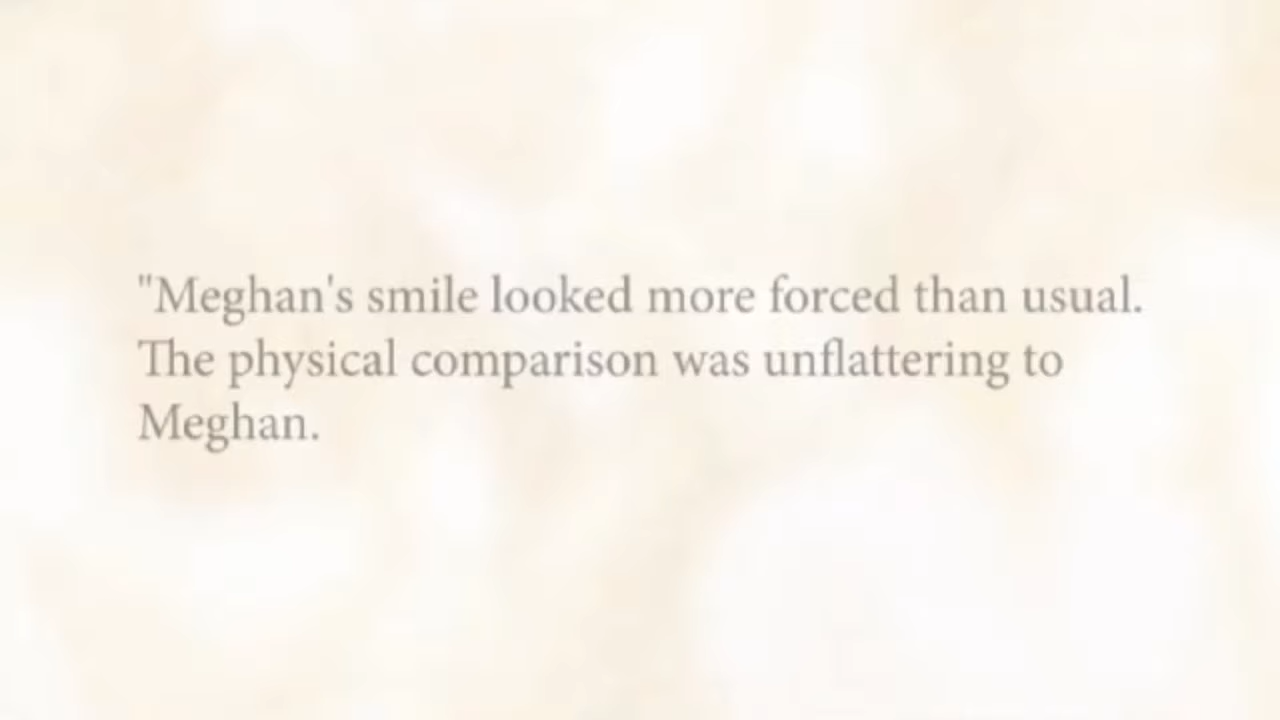 "Meghan's smile looked more forced than usual.
The physical comparison was unflattering to
Meghan.